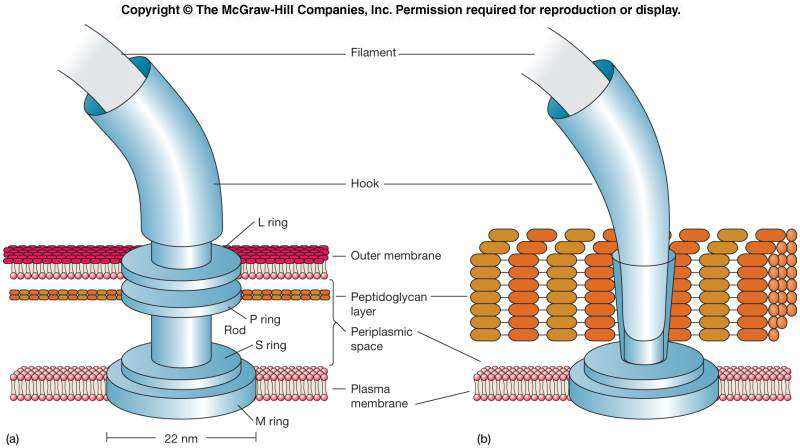 Copyright © The McGraw-Hill Companies, Inc. Permission required for reproduction or display.
Filament
Hook
L ring
Outer membrane
Peptidoglycan
layer
P ring
Rod
Periplasmic
space
S ring
Plasma
membrane
M ring
(a)
22 nm
(b)